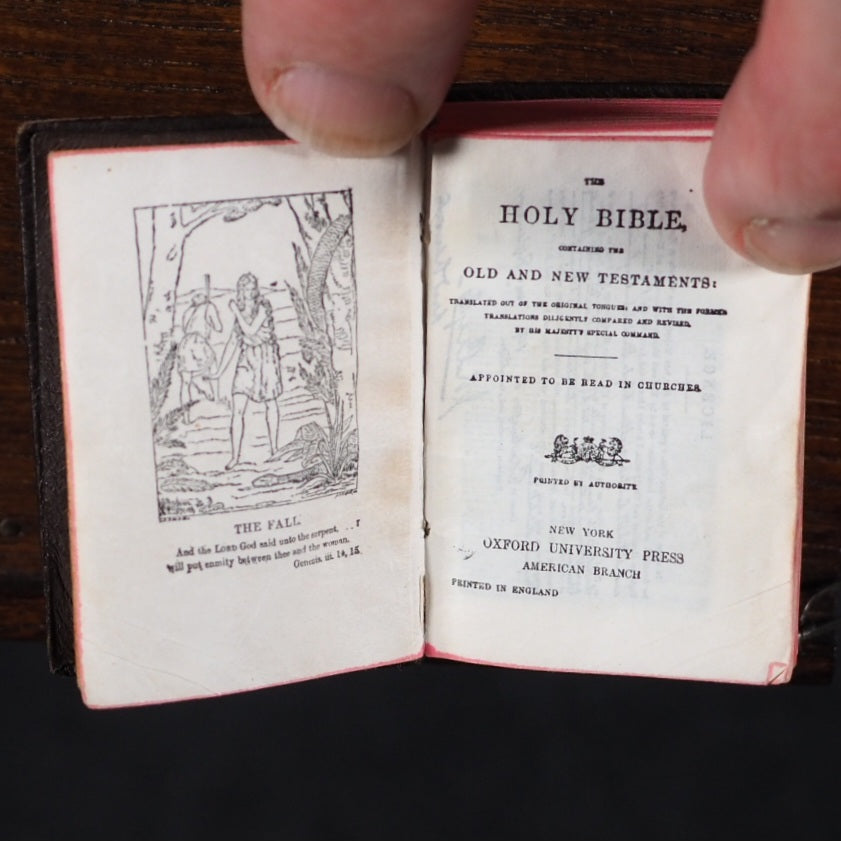 THE FALL.
And the LORD God said unto the serpent, . . . I
will put enmity between thee and the woman.
Genesis iii. 14, 15.
THE
HOLY BIBLE,
CONTAINING THE
OLD AND NEW TESTAMENTS:
TRANSLATED OUT OF THE ORIGINAL TONGUES: AND WITH THE FORMER
TRANSLATIONS DILIGENTLY COMPARED AND REVISED,
BY HIS MAJESTY'S SPECIAL COMMAND.
APPOINTED TO BE READ IN CHURCHES.
PRINTED BY AUTHORITY.
NEW YORK
OXFORD UNIVERSITY PRESS
AMERICAN BRANCH
PRINTED IN ENGLAND